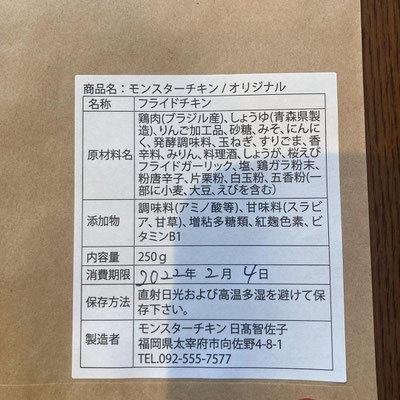 商品名：モンスターチキン / オリジナル
名称 フライドチキン
原材料名 鶏肉(ブラジル産)、しょうゆ(青森県製
造)、りんご加工品、砂糖、みそ、にんに
く、発酵調味料、玉ねぎ、すりごま、香
辛料、みりん、料理酒、しょうが、桜えび
フライドガーリック、塩、鶏ガラ粉末、
粉唐辛子、片栗粉、白玉粉、五香粉(一
部に小麦、大豆、えびを含む)
添加物 調味料(アミノ酸等)、甘味料(スラビ
ア、甘草)、増粘多糖類、紅麹色素、ビ
タミンB1
内容量 250g
消費期限 2022年 2月 4日
保存方法 直射日光および高温多湿を避けて保
存下さい。
製造者 モンスターチキン 日髙智佐子
福岡県太宰府市向佐野4-8-1
TEL.092-555-7577